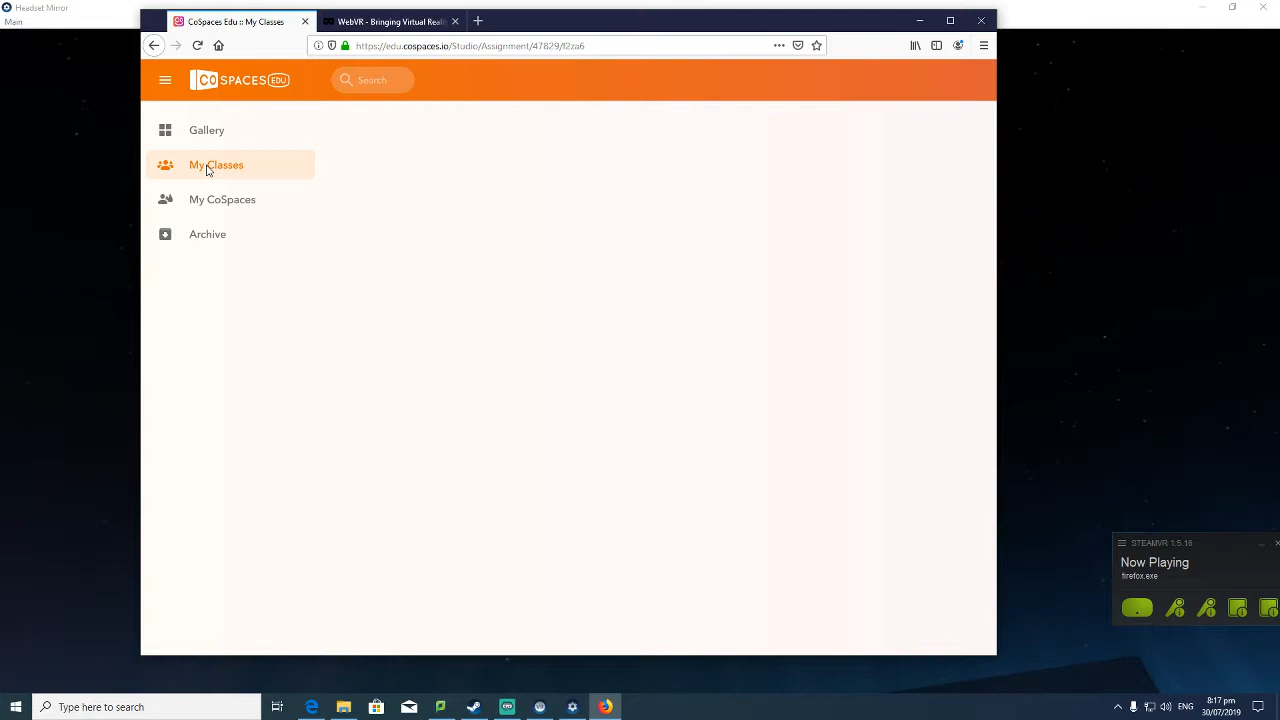 Headset Mirror
Main
CoSpaces Edu :: My Classes
WebVR - Bringing Virtual Realit
https://edu.cospaces.io/Studio/Assignment/47829/f2za6
COSPACES EDU
Search
Gallery
My Classes
My CoSpaces
Archive
STEAMVR 1.5.16
Now Playing
firefox.exe
Type here to search
ENG
8:17 pm
30/07/2019